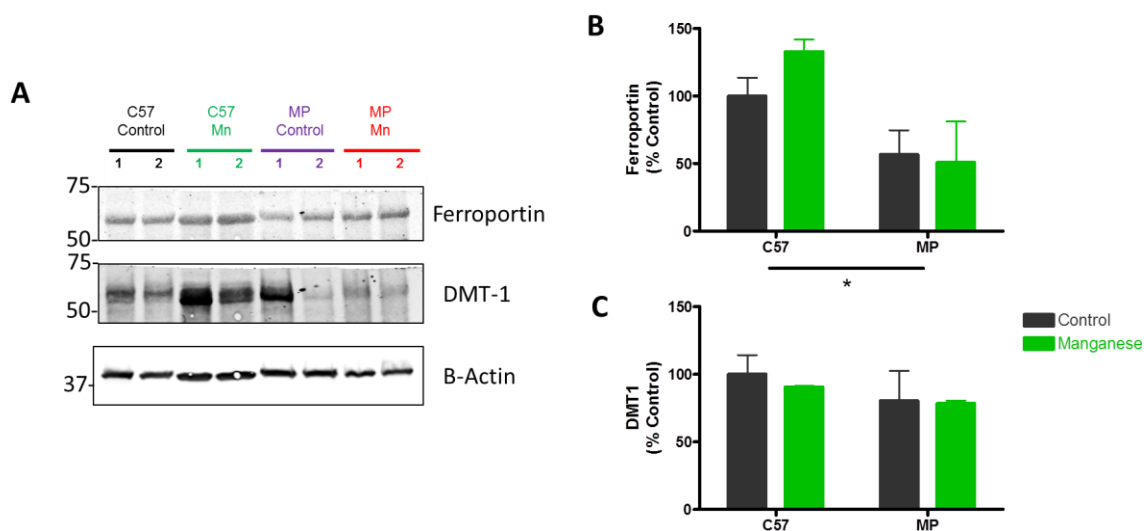 A
C57
Control
C57
Mn
MP
Control
MP
Mn
1 2 1 2 1 2 1 2
75
50
Ferroportin
75
50
DMT-1
37
B-Actin
B
Ferroportin
(% Control)
150
100
50
0
C57 MP
*
C
DMT1
(% Control)
150
100
50
0
C57 MP
Control
Manganese